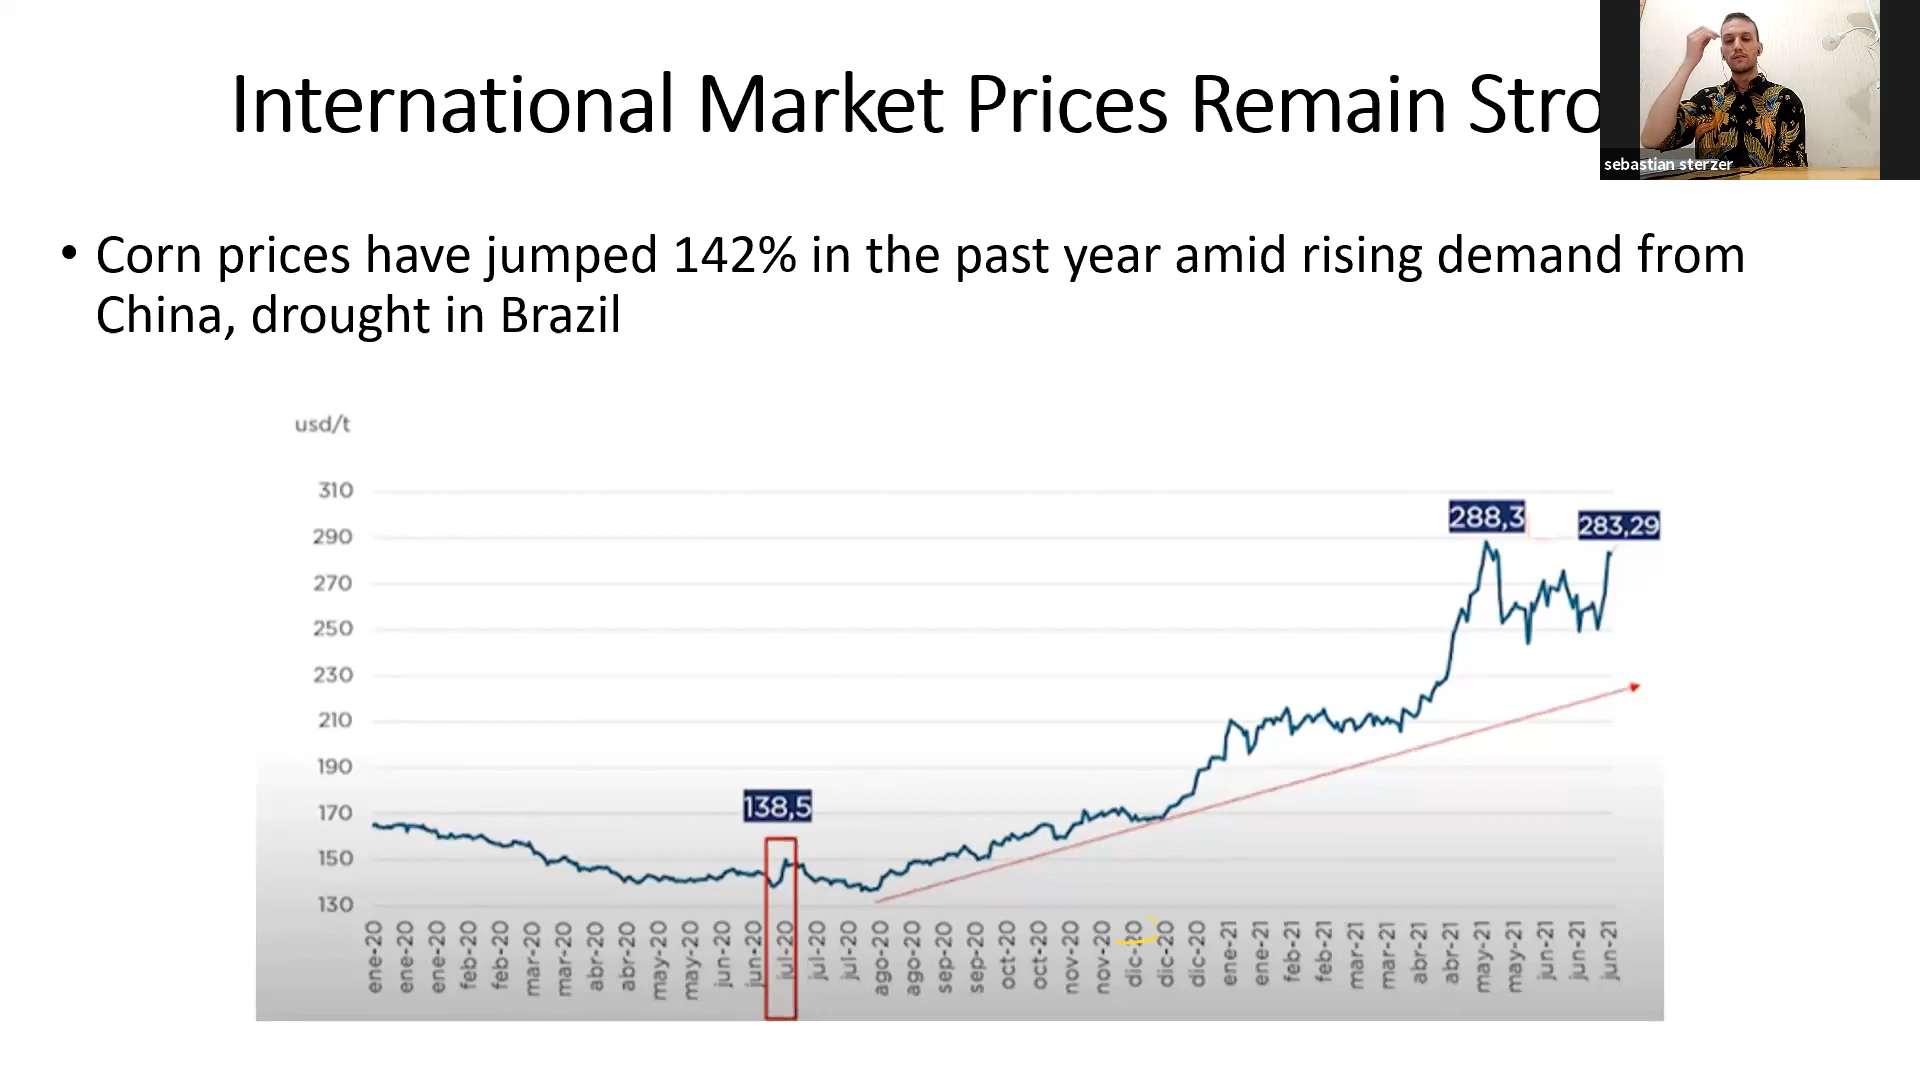 International Market Prices Remain Stro
sebastian sterzer
• Corn prices have jumped 142% in the past year amid rising demand from
China, drought in Brazil
usd/t
310
290
270
250
230
210
190
170
150
130
288,3
283,29
138,5
ene-20
ene-20
ene-20
feb-20
feb-20
mar-20
mar-20
abr-20
abr-20
may-20
may-20
jun-20
jun-20
jul-20
jul-20
jul-20
ago-20
ago-20
sep-20
sep-20
oct-20
oct-20
nov-20
nov-20
dic-20
dic-20
dic-20
ene-21
ene-21
feb-21
feb-21
mar-21
mar-21
abr-21
abr-21
may-21
may-21
jun-21
jun-21
jun-21